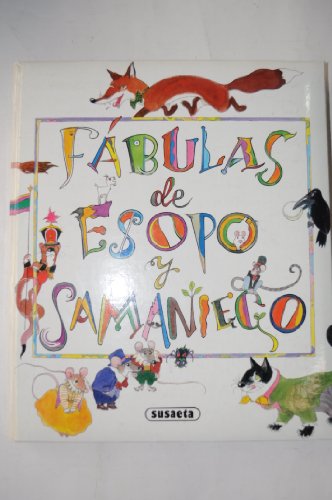 FÁBULAS
de
ESOPO
y
SAMANIEGO
susaeta